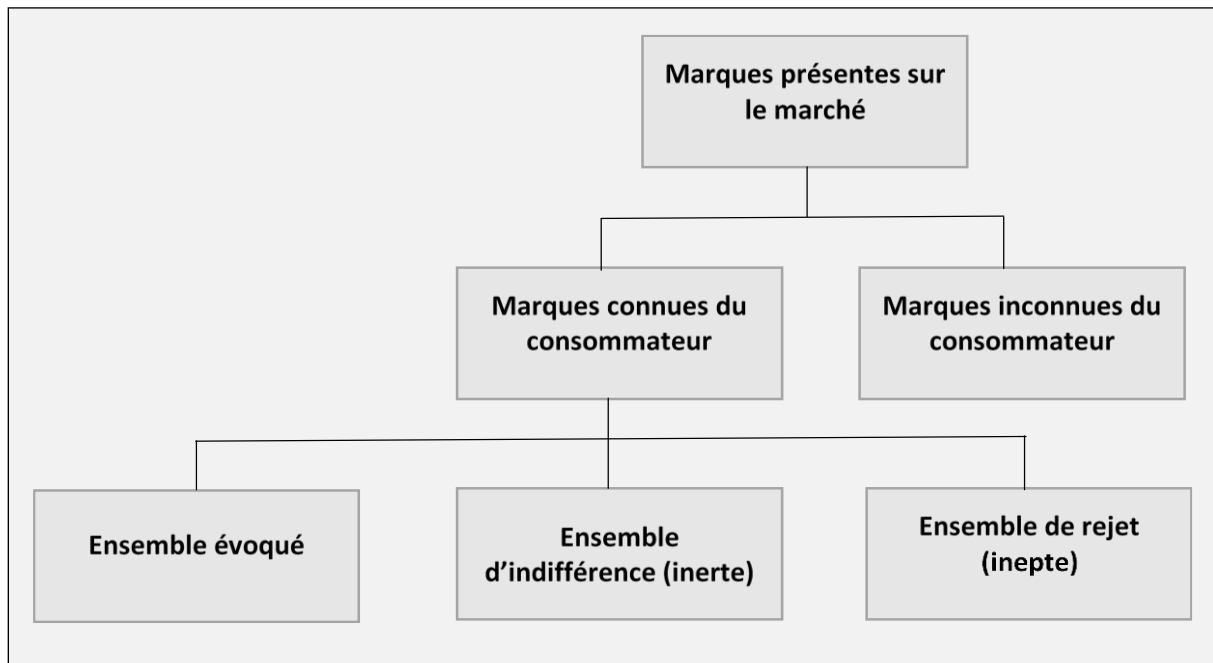 Marques présentes sur
le marché
Marques connues du
consommateur
Marques inconnues du
consommateur
Ensemble évoqué
Ensemble
d’indifférence (inerte)
Ensemble de rejet
(inepte)